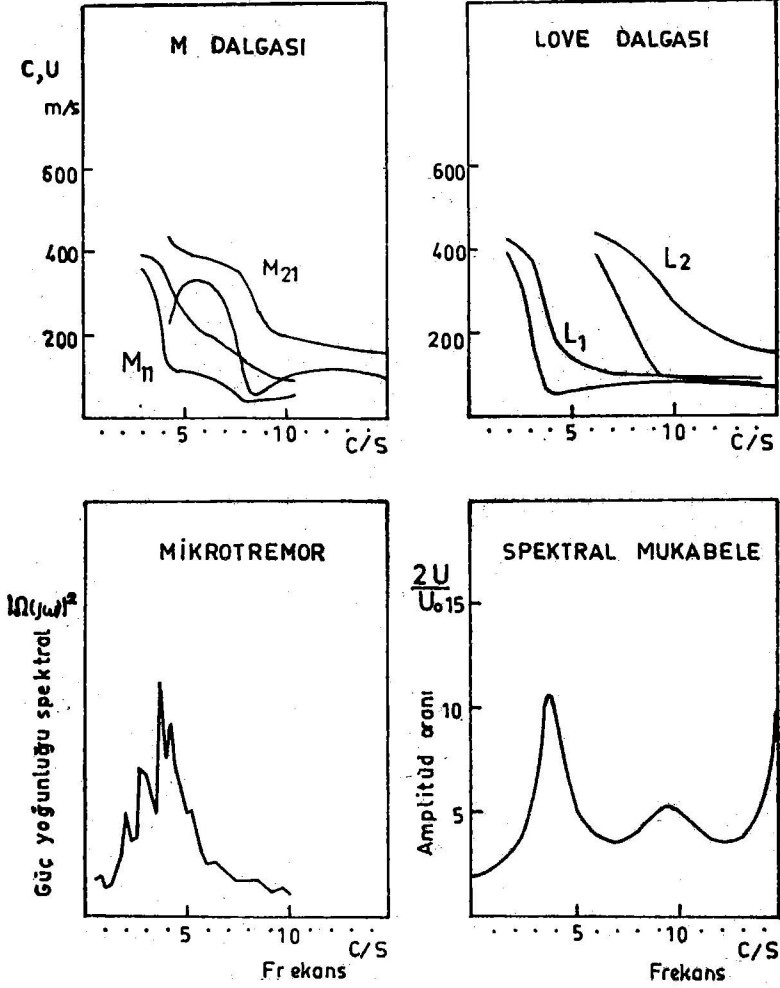 M DALGASI
C,U
m/s
600
400
200
M21
M11
5 10
C/S
LOVE DALGASI
600
400
200
L2
L1
5 10
C/S
MİKROTREMOR
Güç yoğunluğu spektral
5 10
C/S
Frekans
SPEKTRAL MUKABELE
2U
U₀
15
10
5
Amplitüd oranı
5 10
C/S
Frekans